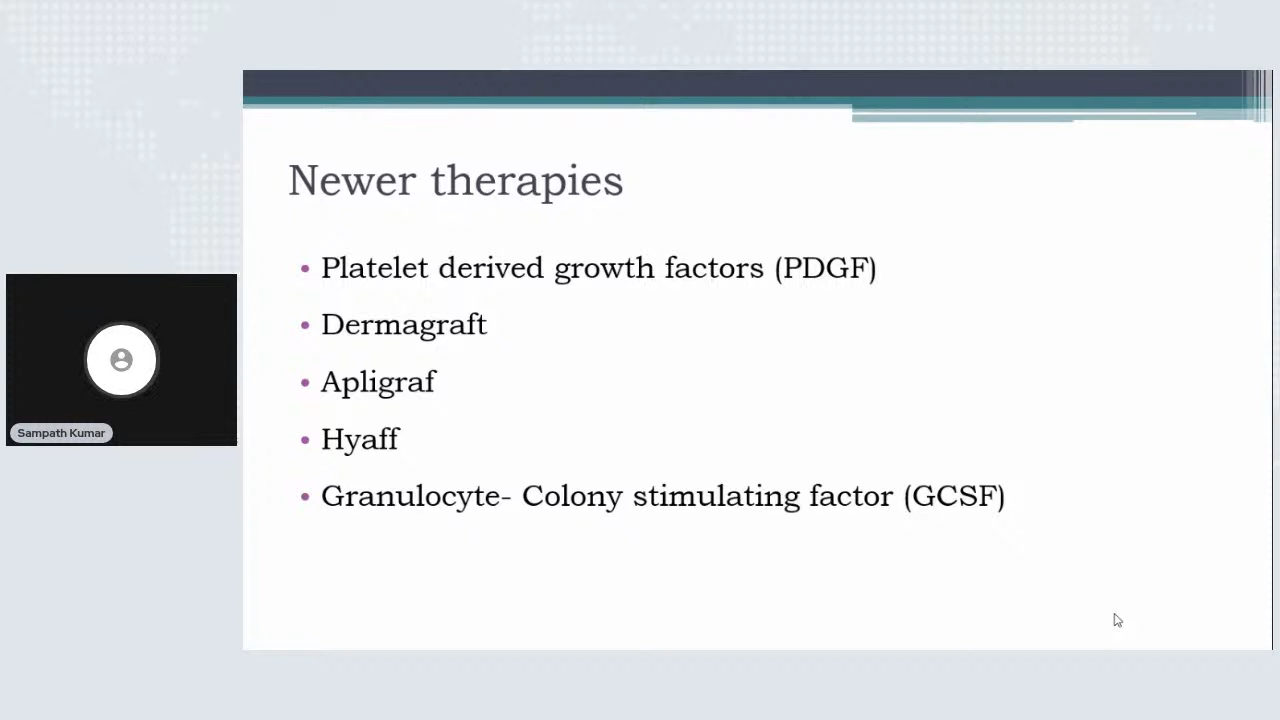 Newer therapies
• Platelet derived growth factors (PDGF)
• Dermagraft
• Apligraf
• Hyaff
• Granulocyte- Colony stimulating factor (GCSF)
Sampath Kumar